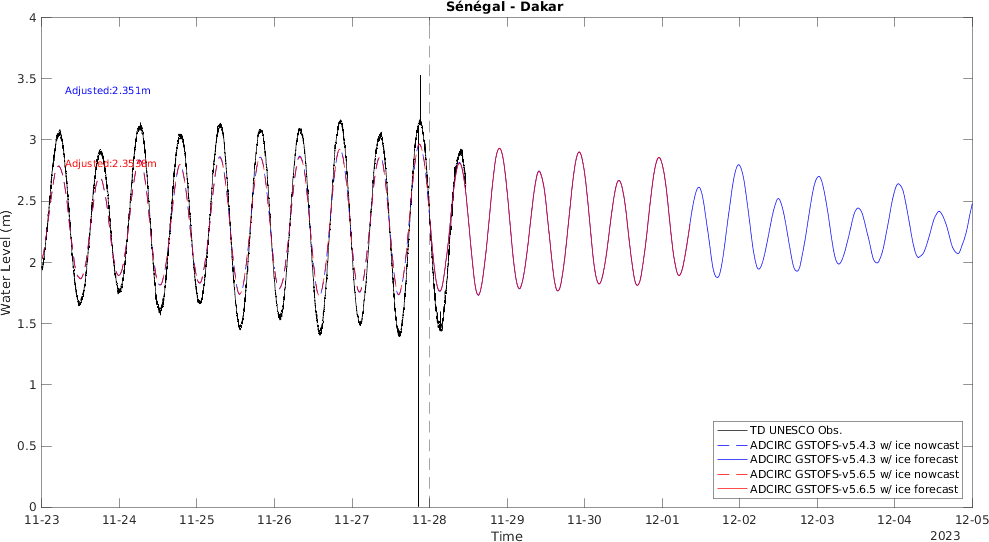 Sénégal - Dakar
4
3.5
3
2.5
2
1.5
1
0.5
0
Water Level (m)
Adjusted:2.351m
TD UNESCO Obs.
ADCIRC GSTOFS-v5.4.3 w/ ice nowcast
ADCIRC GSTOFS-v5.4.3 w/ ice forecast
ADCIRC GSTOFS-v5.6.5 w/ ice nowcast
ADCIRC GSTOFS-v5.6.5 w/ ice forecast
11-23 11-24 11-25 11-26 11-27 11-28 11-29 11-30 12-01 12-02 12-03 12-04 12-05
Time
2023